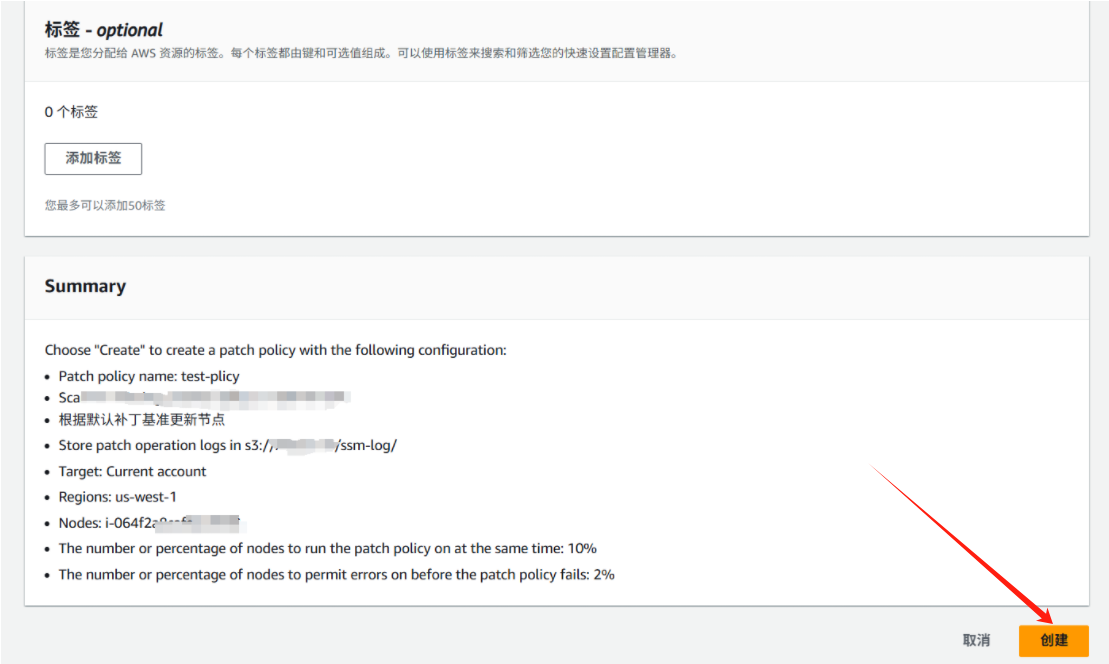 标签 - optional
标签是您分配给 AWS 资源的标签。每个标签都由键和可选值组成。可以使用标签来搜索和筛选您的快速设置配置管理器。
0 个标签
添加标签
您最多可以添加50标签
Summary
Choose "Create" to create a patch policy with the following configuration:
Patch policy name: test-plicy
根据默认补丁基准更新节点
Store patch operation logs in s3:/ /ssm-log/
Target: Current account
Regions: us-west-1
Nodes: i-064f2a
The number or percentage of nodes to run the patch policy on at the same time: 10%
The number or percentage of nodes to permit errors on before the patch policy fails: 2%
取消 创建